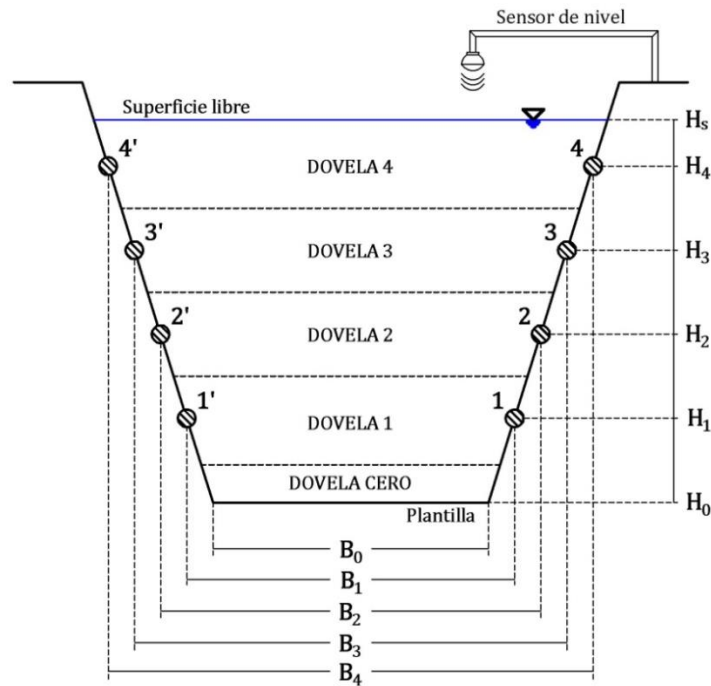 Sensor de nivel
Superficie libre
Hₛ
4' DOVELA 4 4 H₄
3' DOVELA 3 3 H₃
2' DOVELA 2 2 H₂
1' DOVELA 1 1 H₁
DOVELA CERO
Plantilla H₀
B₀
B₁
B₂
B₃
B₄